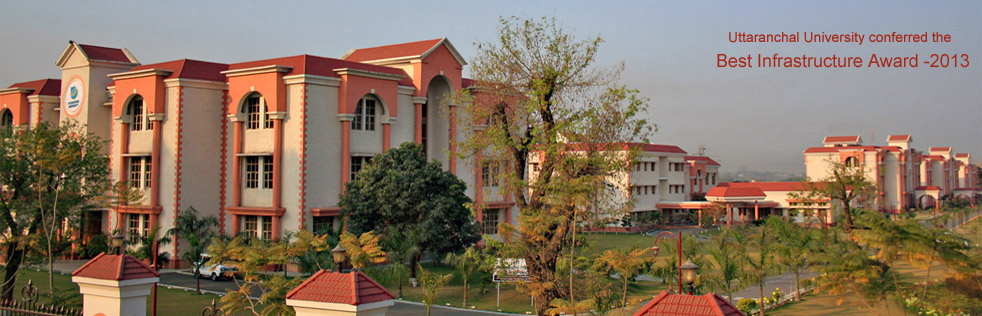 Uttaranchal University conferred the
Best Infrastructure Award -2013